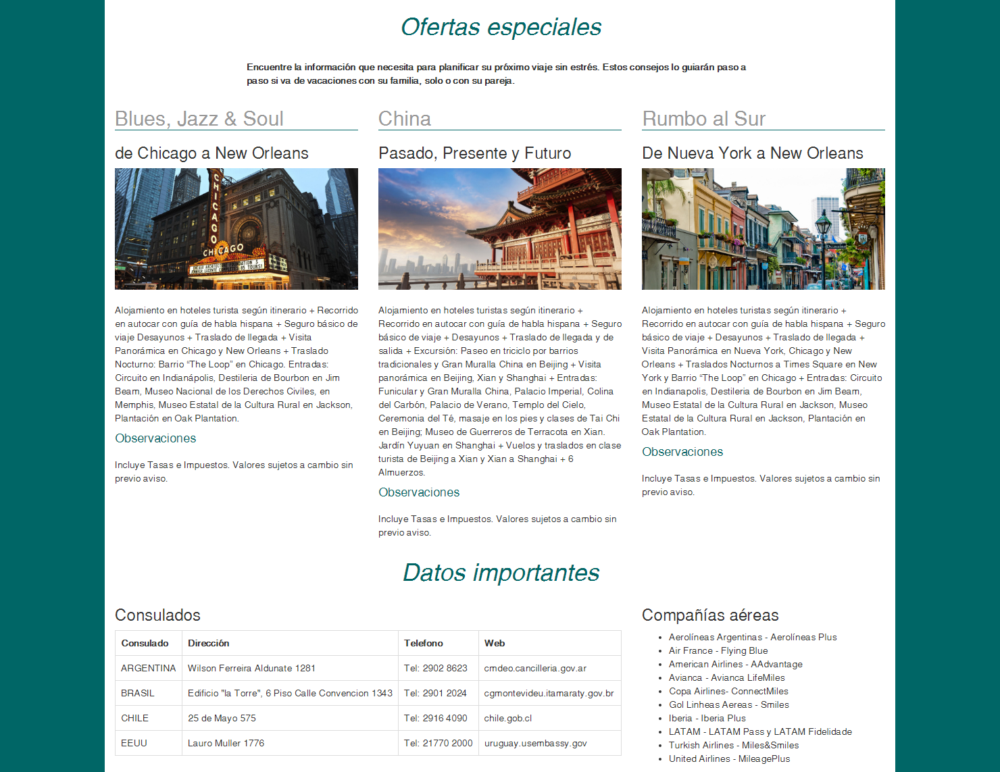 Ofertas especiales
Encuentre la información que necesita para planificar su próximo viaje sin estrés. Estos consejos lo guiarán paso a
paso si va de vacaciones con su familia, solo o con su pareja.
Blues, Jazz & Soul
de Chicago a New Orleans
CHICAGO
CHICAGO
Alojamiento en hoteles turista según itinerario + Recorrido
en autocar con guía de habla hispana + Seguro básico de
viaje Desayunos + Traslado de llegada + Visita
Panorámica en Chicago y New Orleans + Traslado
Nocturno: Barrio “The Loop” en Chicago. Entradas:
Circuito en Indianápolis, Destileria de Bourbon en Jim
Beam, Museo Nacional de los Derechos Civiles, en
Memphis, Museo Estatal de la Cultura Rural en Jackson,
Plantación en Oak Plantation.
Observaciones
Incluye Tasas e Impuestos. Valores sujetos a cambio sin
previo aviso.
China
Pasado, Presente y Futuro
Alojamiento en hoteles turistas según itinerario +
Recorrido en autocar con guía de habla hispana + Seguro
básico de viaje + Desayunos + Traslado de llegada y de
salida + Excursión: Paseo en triciclo por barrios
tradicionales y Gran Muralla China en Beijing + Visita
panorámica en Beijing, Xian y Shanghai + Entradas:
Funicular y Gran Muralla China, Palacio Imperial, Colina
del Carbón, Palacio de Verano, Templo del Cielo,
Ceremonia del Té, masaje en los pies y clases de Tai Chi
en Beijing; Museo de Guerreros de Terracota en Xian.
Jardín Yuyuan en Shanghai + Vuelos y traslados en clase
turista de Beijing a Xian y Xian a Shanghai + 6
Almuerzos.
Observaciones
Incluye Tasas e Impuestos. Valores sujetos a cambio sin
previo aviso.
Rumbo al Sur
De Nueva York a New Orleans
Alojamiento en hoteles turistas según itinerario +
Recorrido en autocar con guía de habla hispana + Seguro
básico de viaje + Desayunos + Traslado de llegada +
Visita Panorámica en Nueva York, Chicago y New
Orleans + Traslados Nocturnos a Times Square en New
York y Barrio “The Loop” en Chicago + Entradas: Circuito
en Indianapolis, Destileria de Bourbon en Jim Beam,
Museo Estatal de la Cultura Rural en Jackson, Museo
Estatal de la Cultura Rural en Jackson, Plantación en
Oak Plantation.
Observaciones
Incluye Tasas e Impuestos. Valores sujetos a cambio sin
previo aviso.
Datos importantes
Consulados
Consulado Dirección Telefono Web
ARGENTINA Wilson Ferreira Aldunate 1281 Tel: 2902 8623 cmdeo.cancilleria.gov.ar
BRASIL Edificio "la Torre", 6 Piso Calle Convencion 1343 Tel: 2901 2024 cgmontevideu.itamaraty.gov.br
CHILE 25 de Mayo 575 Tel: 2916 4090 chile.gob.cl
EEUU Lauro Muller 1776 Tel: 21770 2000 uruguay.usembassy.gov
Compañías aéreas
Aerolíneas Argentinas - Aerolíneas Plus
Air France - Flying Blue
American Airlines - AAdvantage
Avianca - Avianca LifeMiles
Copa Airlines- ConnectMiles
Gol Linheas Aereas - Smiles
Iberia - Iberia Plus
LATAM - LATAM Pass y LATAM Fidelidade
Turkish Airlines - Miles&Smiles
United Airlines - MileagePlus